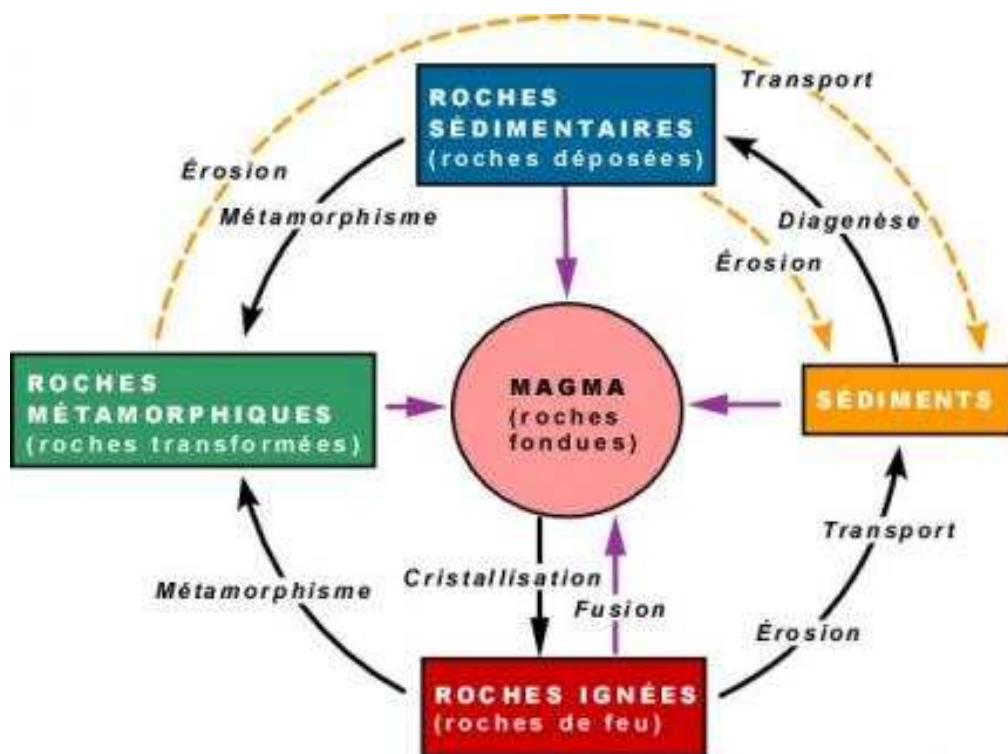 Transport
ROCHES
SÉDIMENTAIRES
(roches déposées)
Érosion
Métamorphisme
Diagenèse
Érosion
ROCHES
MÉTAMORPHIQUES
(roches transformées)
MAGMA
(roches
fondues)
SÉDIMENTS
Métamorphisme
Cristallisation
Fusion
Transport
Érosion
ROCHES IGNÉES
(roches de feu)